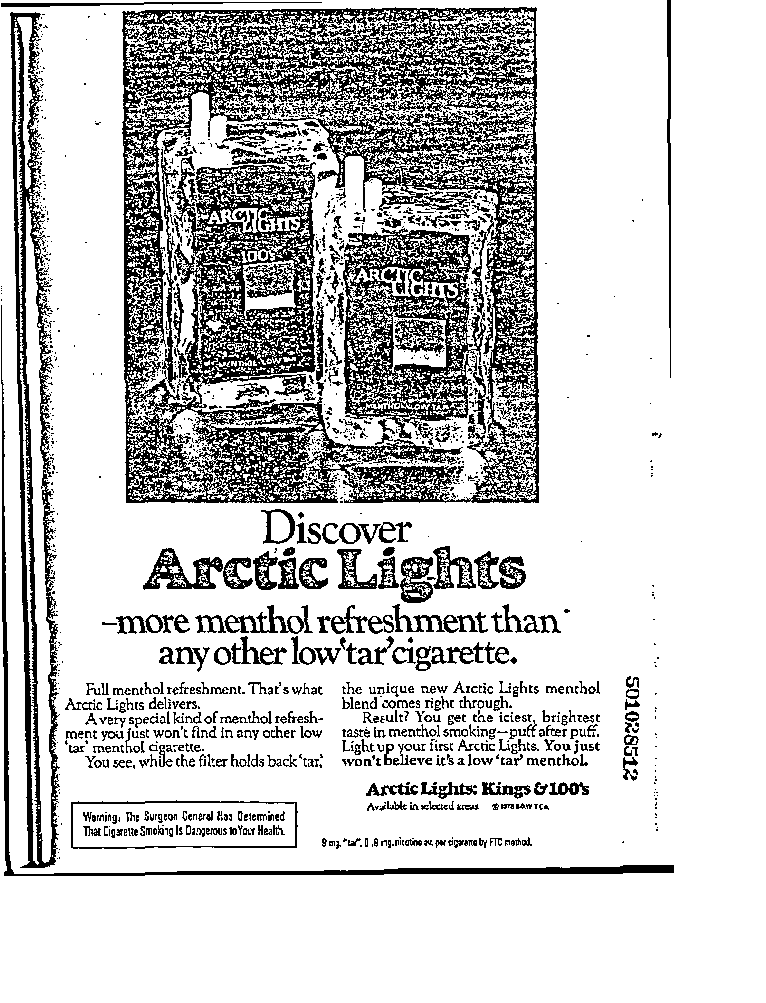 ARCTIC
LIGHTS
100's
ARCTIC
LIGHTS
Discover
Arctic Lights
-more menthol refreshment than
any other low 'tar' cigarette.
Full menthol refreshment. That's what
Arctic Lights delivers.
A very special kind of menthol refresh-
ment you just won't find in any other low
'tar' menthol cigarette.
You see, while the filter holds back 'tar,'
the unique new Arctic Lights menthol
blend comes right through.
Result? You get the iciest, brightest
taste in menthol smoking—puff after puff.
Light up your first Arctic Lights. You just
won't believe it's a low 'tar' menthol.
Arctic Lights: Kings & 100's
Available in selected areas © 1978 B&W T Co.
Warning: The Surgeon General Has Determined
That Cigarette Smoking Is Dangerous to Your Health.
9 mg. "tar", 0.8 mg. nicotine av. per cigarette by FTC method.
501028512